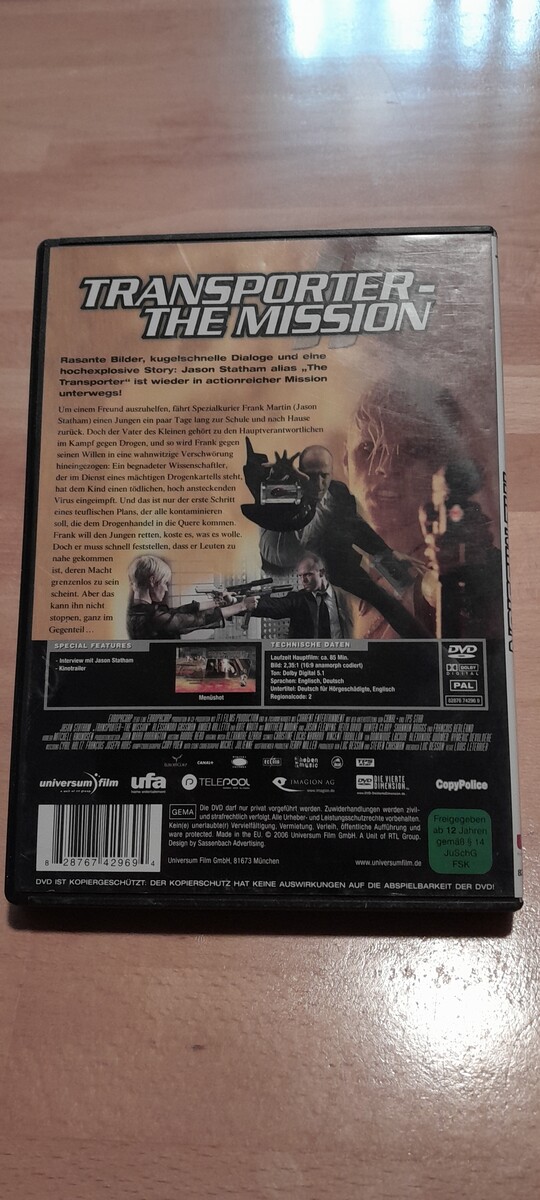 TRANSPORTER -
THE MISSION
Rasante Bilder, kugelschnelle Dialoge und eine
hochexplosive Story: Jason Statham alias „The
Transporter“ ist wieder in actionreicher Mission
unterwegs!
Um einem Freund auszuhelfen, fährt Spezialkurier Frank Martin (Jason
Statham) einen Jungen ein paar Tage lang zur Schule und nach Hause
zurück. Doch der Vater des Kleinen gehört zu den Hauptverantwortlichen
im Kampf gegen Drogen, und so wird Frank gegen
seinen Willen in eine wahnwitzige Verschwörung
hineingezogen: Ein begnadeter Wissenschaftler,
der im Dienst eines mächtigen Drogenkartells steht,
hat dem Kind einen tödlichen, hoch ansteckenden
Virus eingeimpft. Und das ist nur der erste Schritt
eines teuflischen Plans, der alle kontaminieren
soll, die dem Drogenhandel in die Quere kommen.
Frank will den Jungen retten, koste es, was es wolle.
Doch er muss schnell feststellen, dass er Leuten zu
nahe gekommen
ist, deren Macht
grenzenlos zu sein
scheint. Aber das
kann ihn nicht
stoppen, ganz im
Gegenteil ...
SPECIAL FEATURES
- Interview mit Jason Statham
- Kinotrailer
Menüshot
TECHNISCHE DATEN
Laufzeit Hauptfilm: ca. 85 Min.
Bild: 2,35:1 (16:9 anamorph codiert)
Ton: Dolby Digital 5.1
Sprachen: Englisch, Deutsch
Untertitel: Deutsch für Hörgeschädigte, Englisch
Regionalcode: 2
DVD
VIDEO
DOLBY
DIGITAL
PAL
82876 74296 9
universum film
ufa
TELEPOOL
IMAGION AG
DVD DIE VIERTE
DIMENSION
CopyPolice
GEMA
Die DVD darf nur privat vorgeführt werden. Zuwiderhandlungen werden zivil-
und strafrechtlich verfolgt. Alle Urheber- und Leistungsschutzrechte vorbehalten.
Kein(e) unerlaubte(r) Vervielfältigung, Vermietung, Verleih, öffentliche Aufführung und
Made in the EU. © 2006 Universum Film GmbH. A Unit of RTL Group.
Design by Sassenbach Advertising.
Universum Film GmbH, 81673 München
www.universumfilm.de
8 28767 42969 4
Freigegeben
ab 12 Jahren
gemäß § 14
JuSchG
FSK
DVD IST KOPIERGESCHÜTZT. DER KOPIERSCHUTZ HAT KEINE AUSWIRKUNGEN AUF DIE ABSPIELBARKEIT DER DVD!